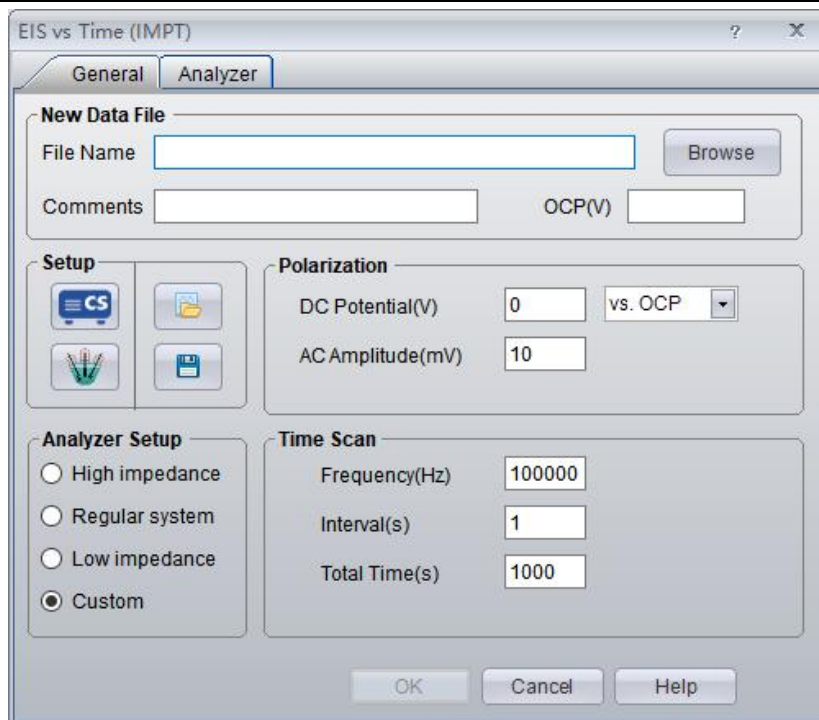 EIS vs Time (IMPT) ? X
General Analyzer
New Data File
File Name Browse
Comments OCP(V)
Setup
CS
Polarization
DC Potential(V) 0 vs. OCP
AC Amplitude(mV) 10
Analyzer Setup
High impedance
Regular system
Low impedance
Custom
Time Scan
Frequency(Hz) 100000
Interval(s) 1
Total Time(s) 1000
OK Cancel Help